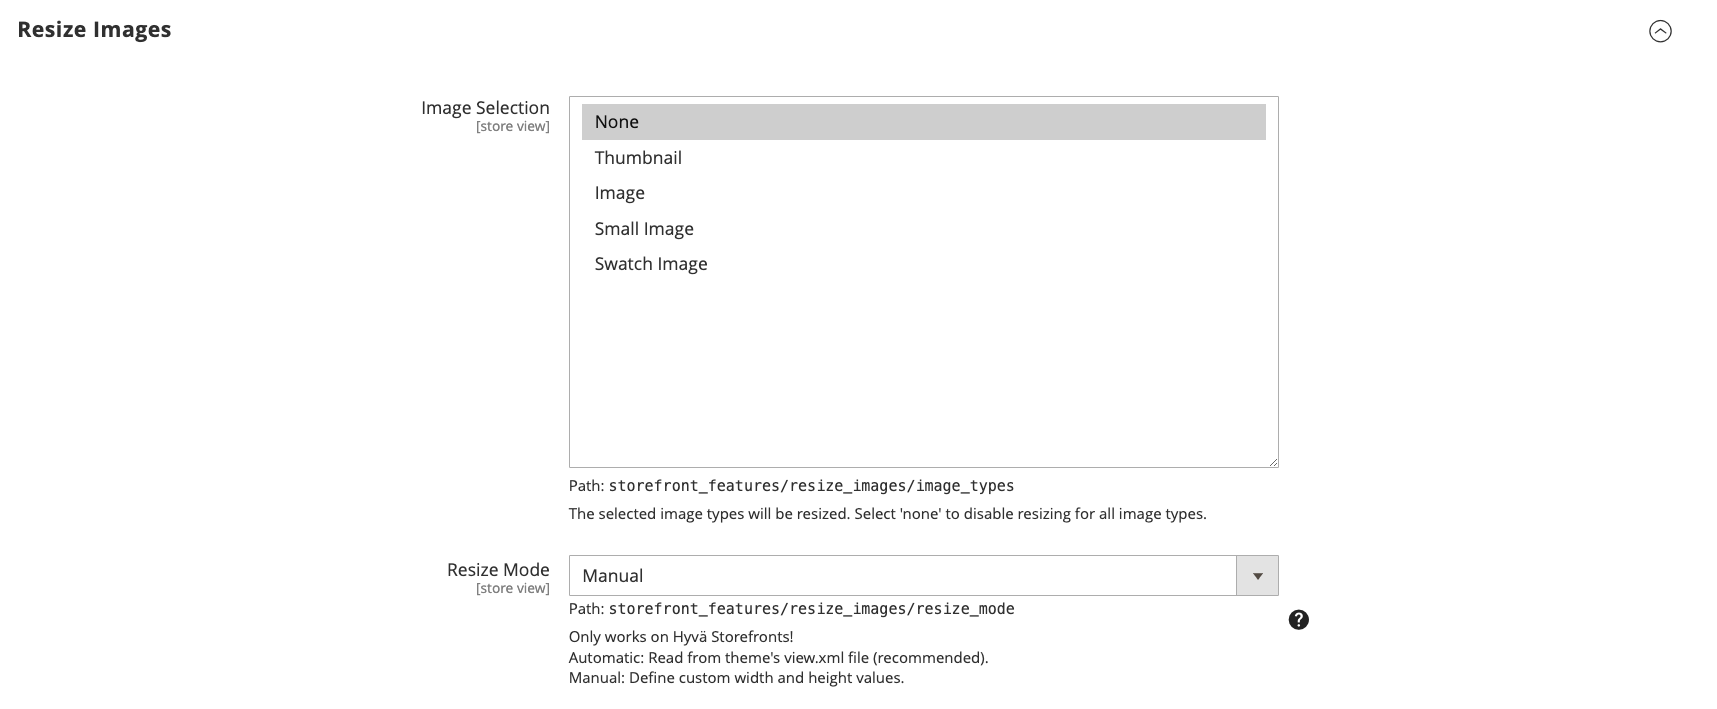 Resize Images
Image Selection
[store view]
None
Thumbnail
Image
Small Image
Swatch Image
Path: storefront_features/resize_images/image_types
The selected image types will be resized. Select 'none' to disable resizing for all image types.
Resize Mode
[store view]
Manual
Path: storefront_features/resize_images/resize_mode
?
Only works on Hyvä Storefronts!
Automatic: Read from theme's view.xml file (recommended).
Manual: Define custom width and height values.